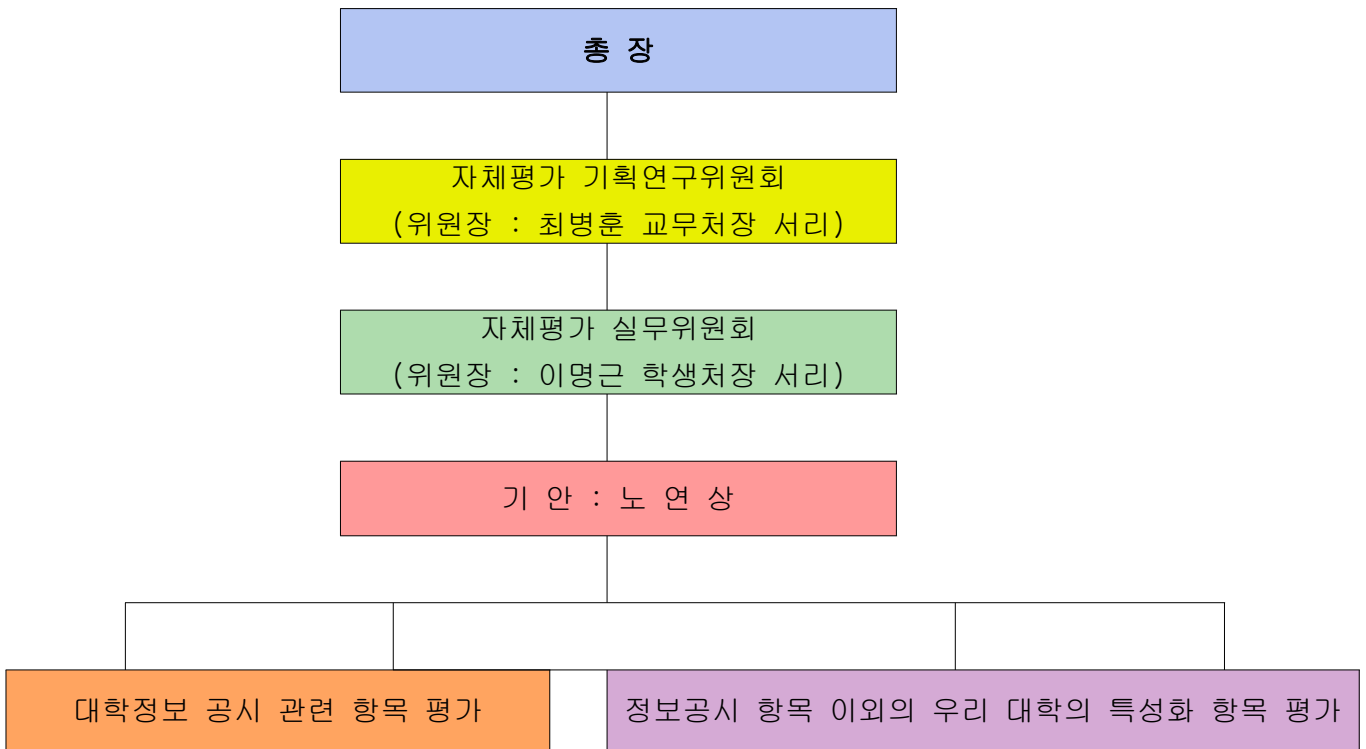 총 장
자체평가 기획연구위원회
(위원장 : 최병훈 교무처장 서리)
자체평가 실무위원회
(위원장 : 이명근 학생처장 서리)
기 안 : 노 연 상
대학정보 공시 관련 항목 평가
정보공시 항목 이외의 우리 대학의 특성화 항목 평가